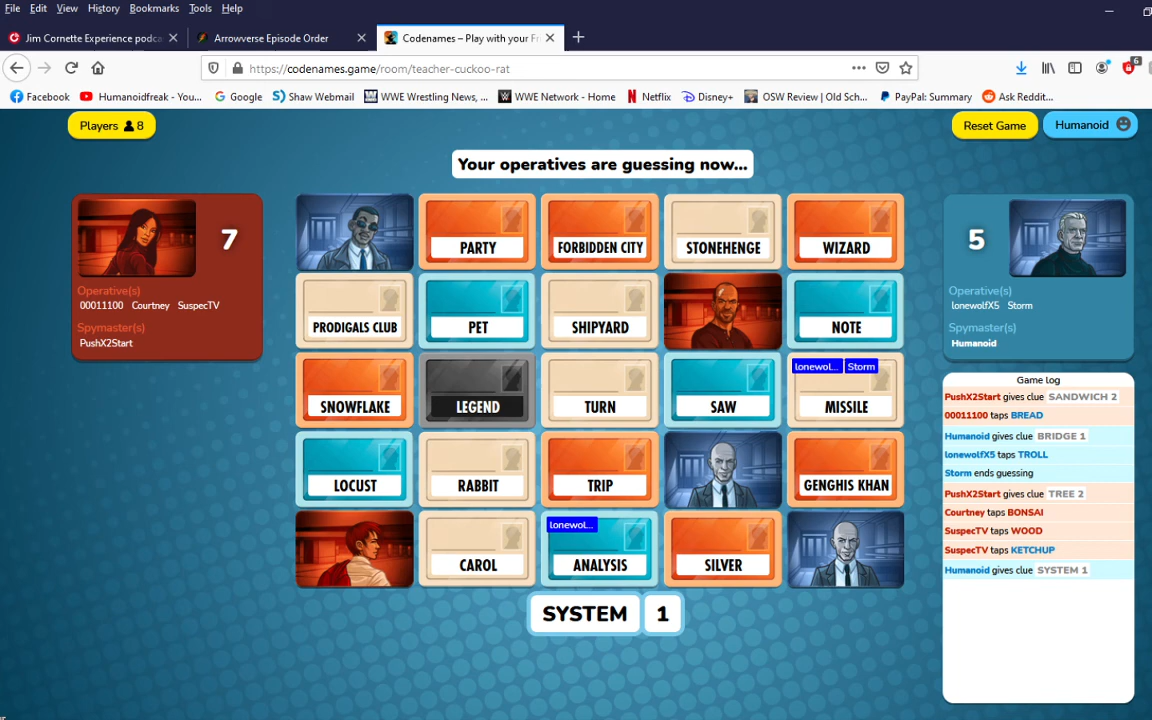 File Edit View History Bookmarks Tools Help
Jim Cornette Experience podca
Arrowverse Episode Order
Codenames – Play with your Fri
https://codenames.game/room/teacher-cuckoo-rat
6
Facebook
Humanoidfreak - You...
Google
Shaw Webmail
WWE Wrestling News, ...
WWE Network - Home
Netflix
Disney+
OSW Review | Old Sch...
PayPal: Summary
Ask Reddit...
Players 8
Reset Game
Humanoid
Your operatives are guessing now...
7
Operative(s)
00011100 Courtney SuspecTV
Spymaster(s)
PushX2Start
PARTY
FORBIDDEN CITY
STONEHENGE
WIZARD
PRODIGALS CLUB
PET
SHIPYARD
NOTE
SNOWFLAKE
LEGEND
TURN
SAW
lonewol... Storm
MISSILE
LOCUST
RABBIT
TRIP
GENGHIS KHAN
CAROL
lonewol...
ANALYSIS
SILVER
SYSTEM 1
5
Operative(s)
lonewolfX5 Storm
Spymaster(s)
Humanoid
Game log
PushX2Start gives clue SANDWICH 2
00011100 taps BREAD
Humanoid gives clue BRIDGE 1
lonewolfX5 taps TROLL
Storm ends guessing
PushX2Start gives clue TREE 2
Courtney taps BONSAI
SuspecTV taps WOOD
SuspecTV taps KETCHUP
Humanoid gives clue SYSTEM 1